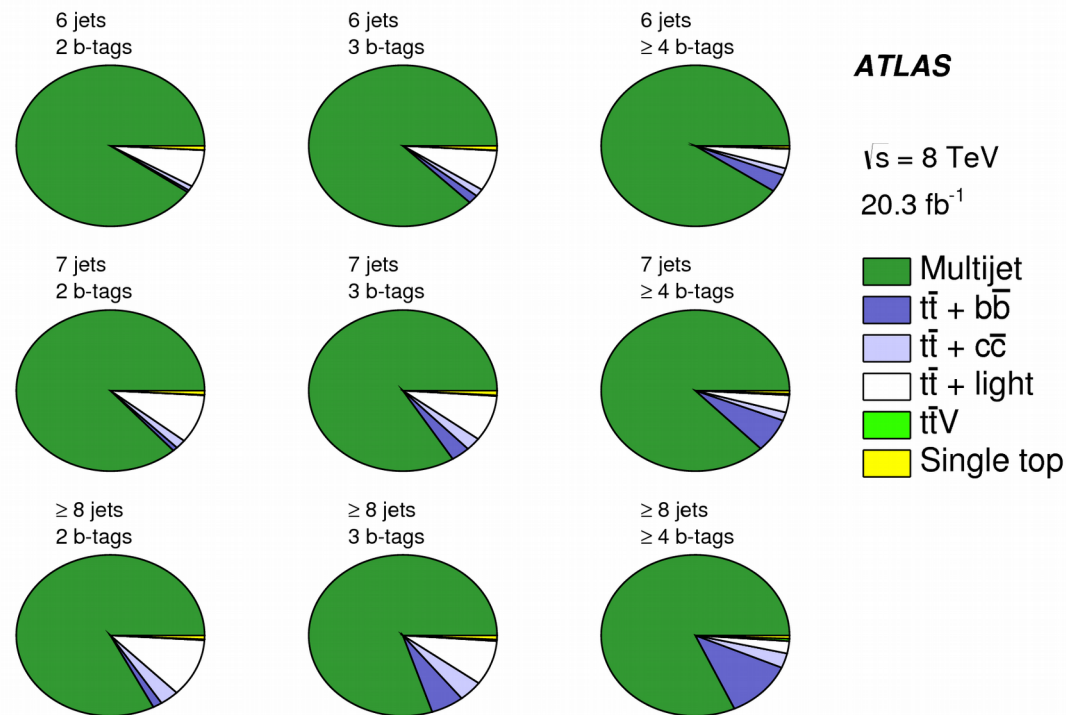 6 jets
2 b-tags
6 jets
3 b-tags
6 jets
≥ 4 b-tags
ATLAS
√s = 8 TeV
20.3 fb⁻¹
7 jets
2 b-tags
7 jets
3 b-tags
7 jets
≥ 4 b-tags
Multijet
tt̄ + bb̄
tt̄ + cc̄
tt̄ + light
tt̄V
Single top
≥ 8 jets
2 b-tags
≥ 8 jets
3 b-tags
≥ 8 jets
≥ 4 b-tags